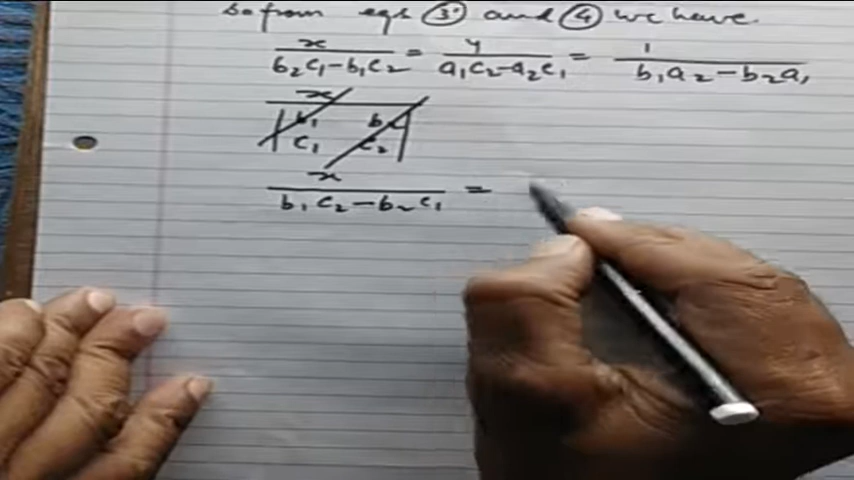 so from eqs ③ and ④ we have.
x/(b₂c₁-b₁c₂) = y/(a₁c₂-a₂c₁) = 1/(b₁a₂-b₂a₁)
x
b₁ b₂
c₁ c₂
x/(b₁c₂-b₂c₁) =